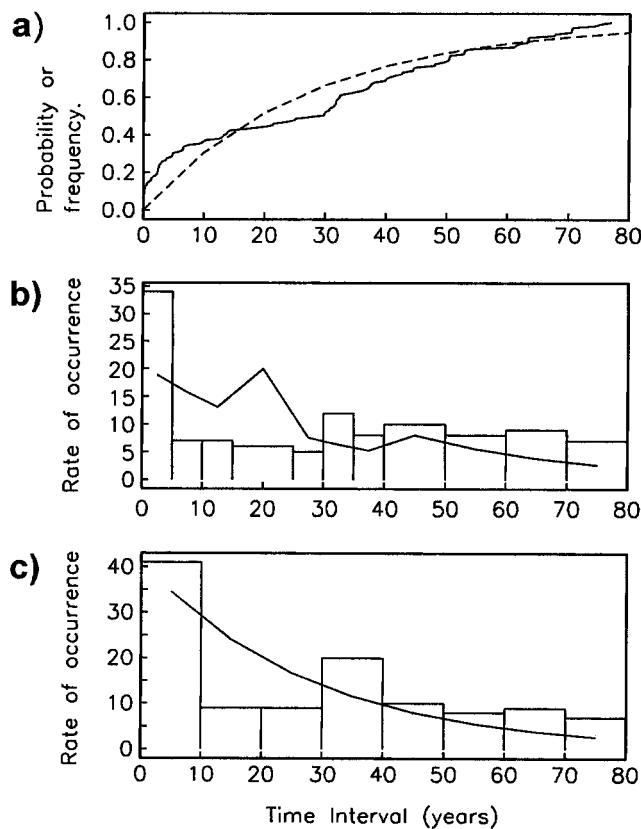 a)
Probability or
frequency.
1.0
0.8
0.6
0.4
0.2
0.0
0 10 20 30 40 50 60 70 80
b)
Rate of occurrence
35
30
25
20
15
10
5
0
0 10 20 30 40 50 60 70 80
c)
Rate of occurrence
40
30
20
10
0
0 10 20 30 40 50 60 70 80
Time Interval (years)